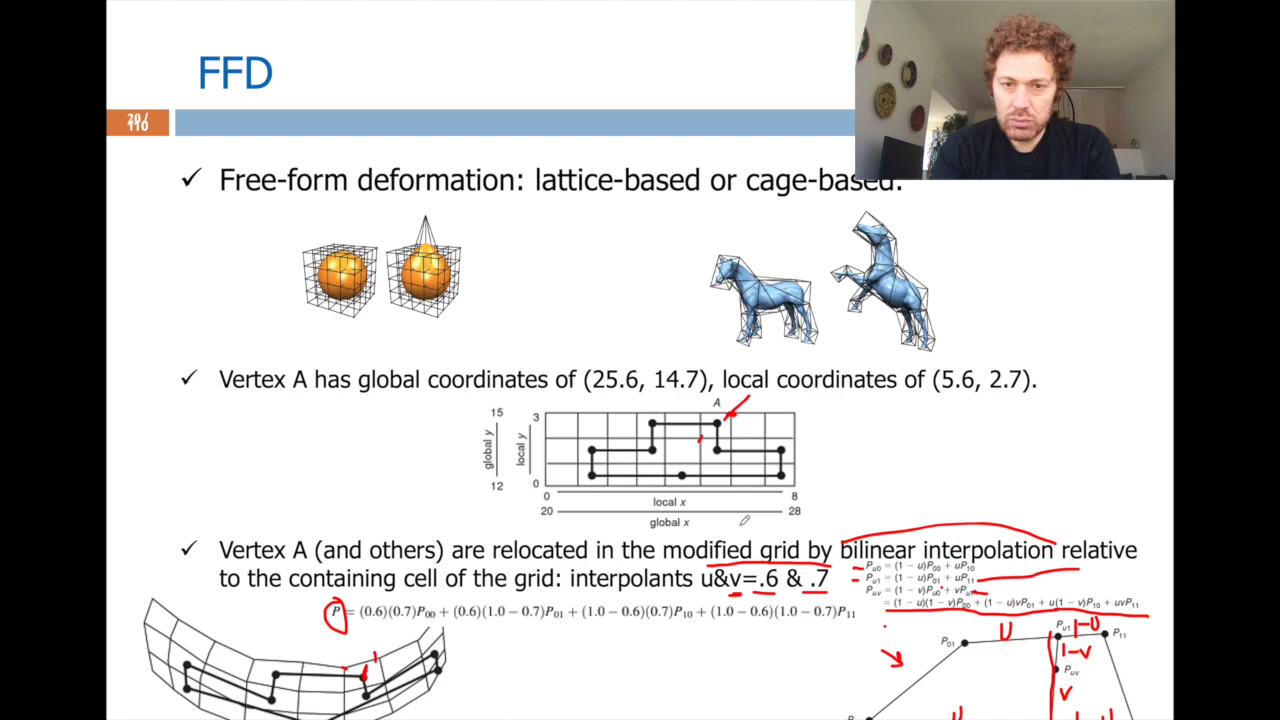 FFD
✓ Free-form deformation: lattice-based or cage-based.
✓ Vertex A has global coordinates of (25.6, 14.7), local coordinates of (5.6, 2.7).
A
15
3
global y
local y
12
0
0
local x
8
20
global x
28
✓ Vertex A (and others) are relocated in the modified grid by bilinear interpolation relative
to the containing cell of the grid: interpolants u&v=.6 & .7
Pu0 = (1 − u)P00 + uP10
Pu1 = (1 − u)P01 + uP11
Puv = (1 − v)Pu0 + vPu1
= (1 − u)(1 − v)P00 + (1 − u)vP01 + u(1 − v)P10 + uvP11
P = (0.6)(0.7)P00 + (0.6)(1.0 − 0.7)P01 + (1.0 − 0.6)(0.7)P10 + (1.0 − 0.6)(1.0 − 0.7)P11
Pu1
1-U
P01
U
P11
1-V
Puv
V